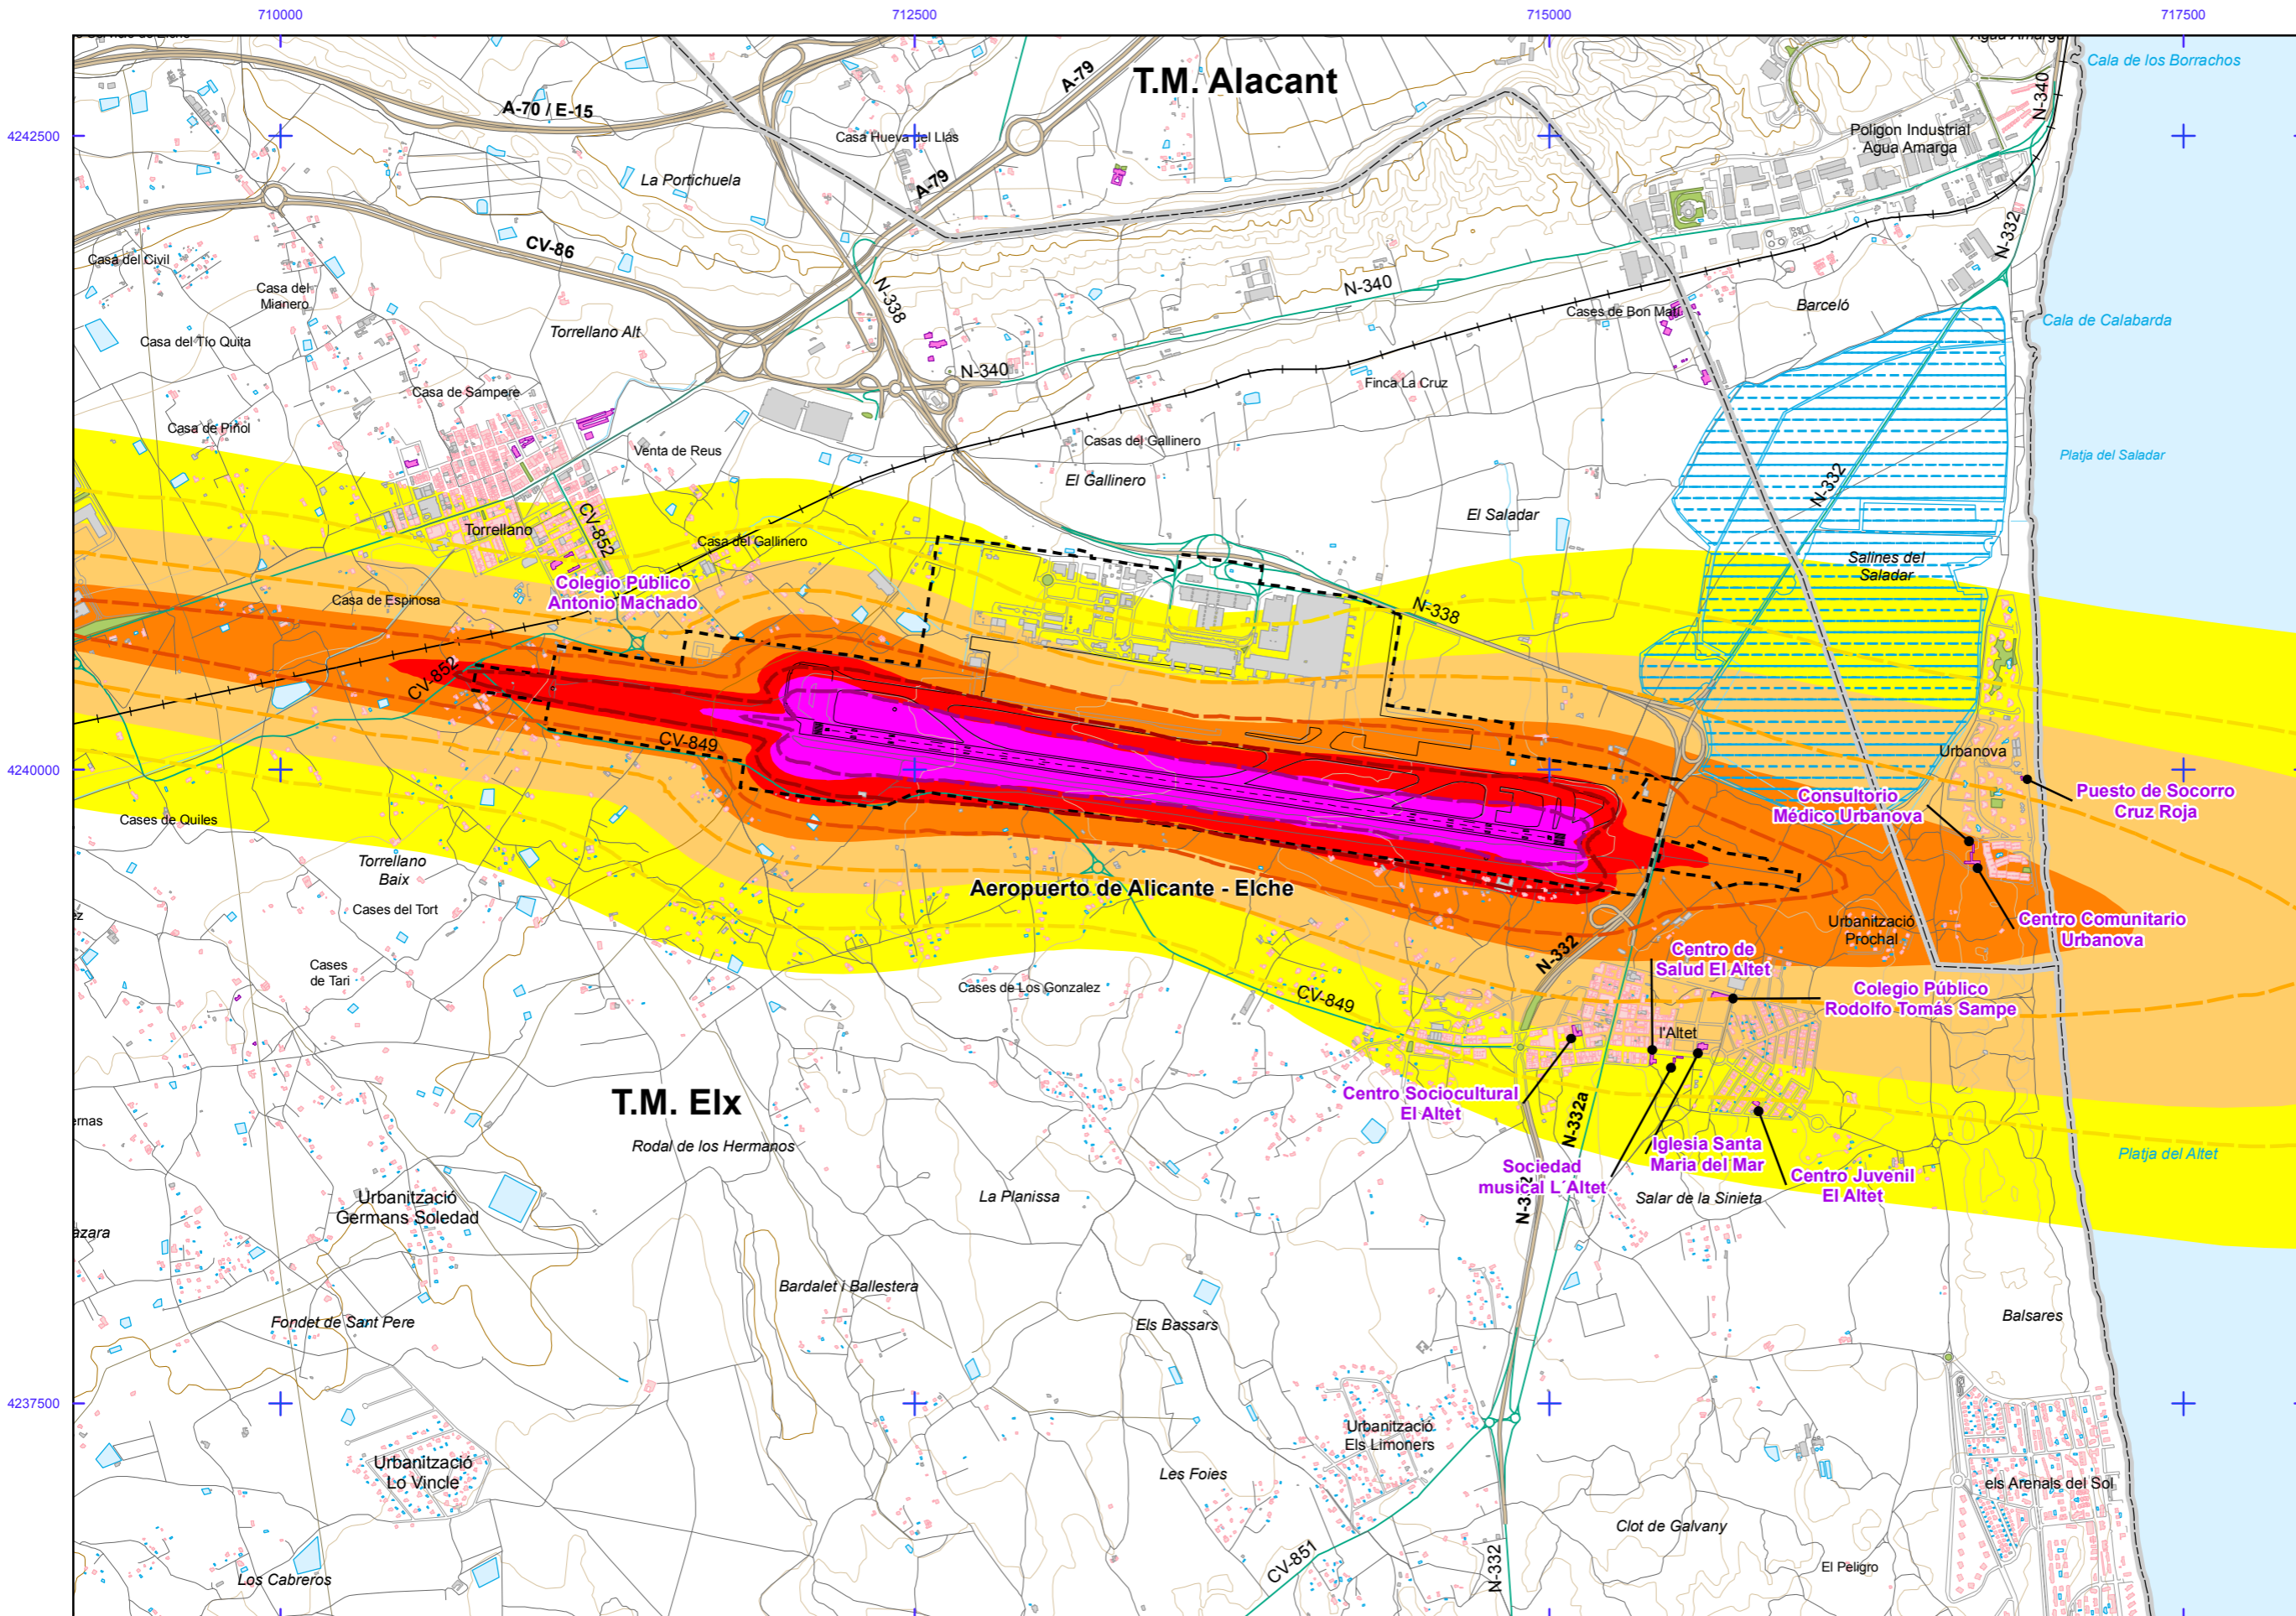 710000
712500
715000
717500
4242500
4240000
4237500
T.M. Alacant
Cala de los Borrachos
A-79
N-340
A-70 / E-15
Casa Hueva del Llás
Poligon Industrial
Agua Amarga
La Portichuela
A-79
CV-86
N-332
Casa del Civil
Casa del
Mianero
N-338
N-340
Cases de Bon Matí
Barceló
Cala de Calabarda
Torrellano Alt
Casa del Tío Quita
N-340
Finca La Cruz
Casa de Sampere
Casa de Piñol
Venta de Reus
Casas del Gallinero
Platja del Saladar
El Gallinero
N-332
El Saladar
Torrellano
CV-852
Casa del Gallinero
Salines del
Saladar
Colegio Público
Antonio Machado
Casa de Espinosa
N-338
CV-852
CV-849
Urbanova
Consultorio
Médico Urbanova
Puesto de Socorro
Cruz Roja
Cases de Quiles
Torrellano
Baix
Aeropuerto de Alicante - Elche
Cases del Tort
Urbanització
Prochal
Centro Comunitario
Urbanova
N-332
Centro de
Salud El Altet
Cases
de Tari
Cases de Los Gonzalez
CV-849
Colegio Público
Rodolfo Tomás Sampe
l'Altet
T.M. Elx
Centro Sociocultural
El Altet
N-332a
Rodal de los Hermanos
Iglesia Santa
Maria del Mar
Platja del Altet
Sociedad
musical L´Altet
Centro Juvenil
El Altet
Urbanització
Germans Soledad
La Planissa
N-332
Salar de la Sinieta
Bardalet i Ballestera
Fondet de Sant Pere
Els Bassars
Balsares
Urbanització
Els Limoners
Urbanització
Lo Vincle
Les Foies
els Arenals del Sol
Clot de Galvany
CV-851
N-332
El Peligro
Los Cabreros